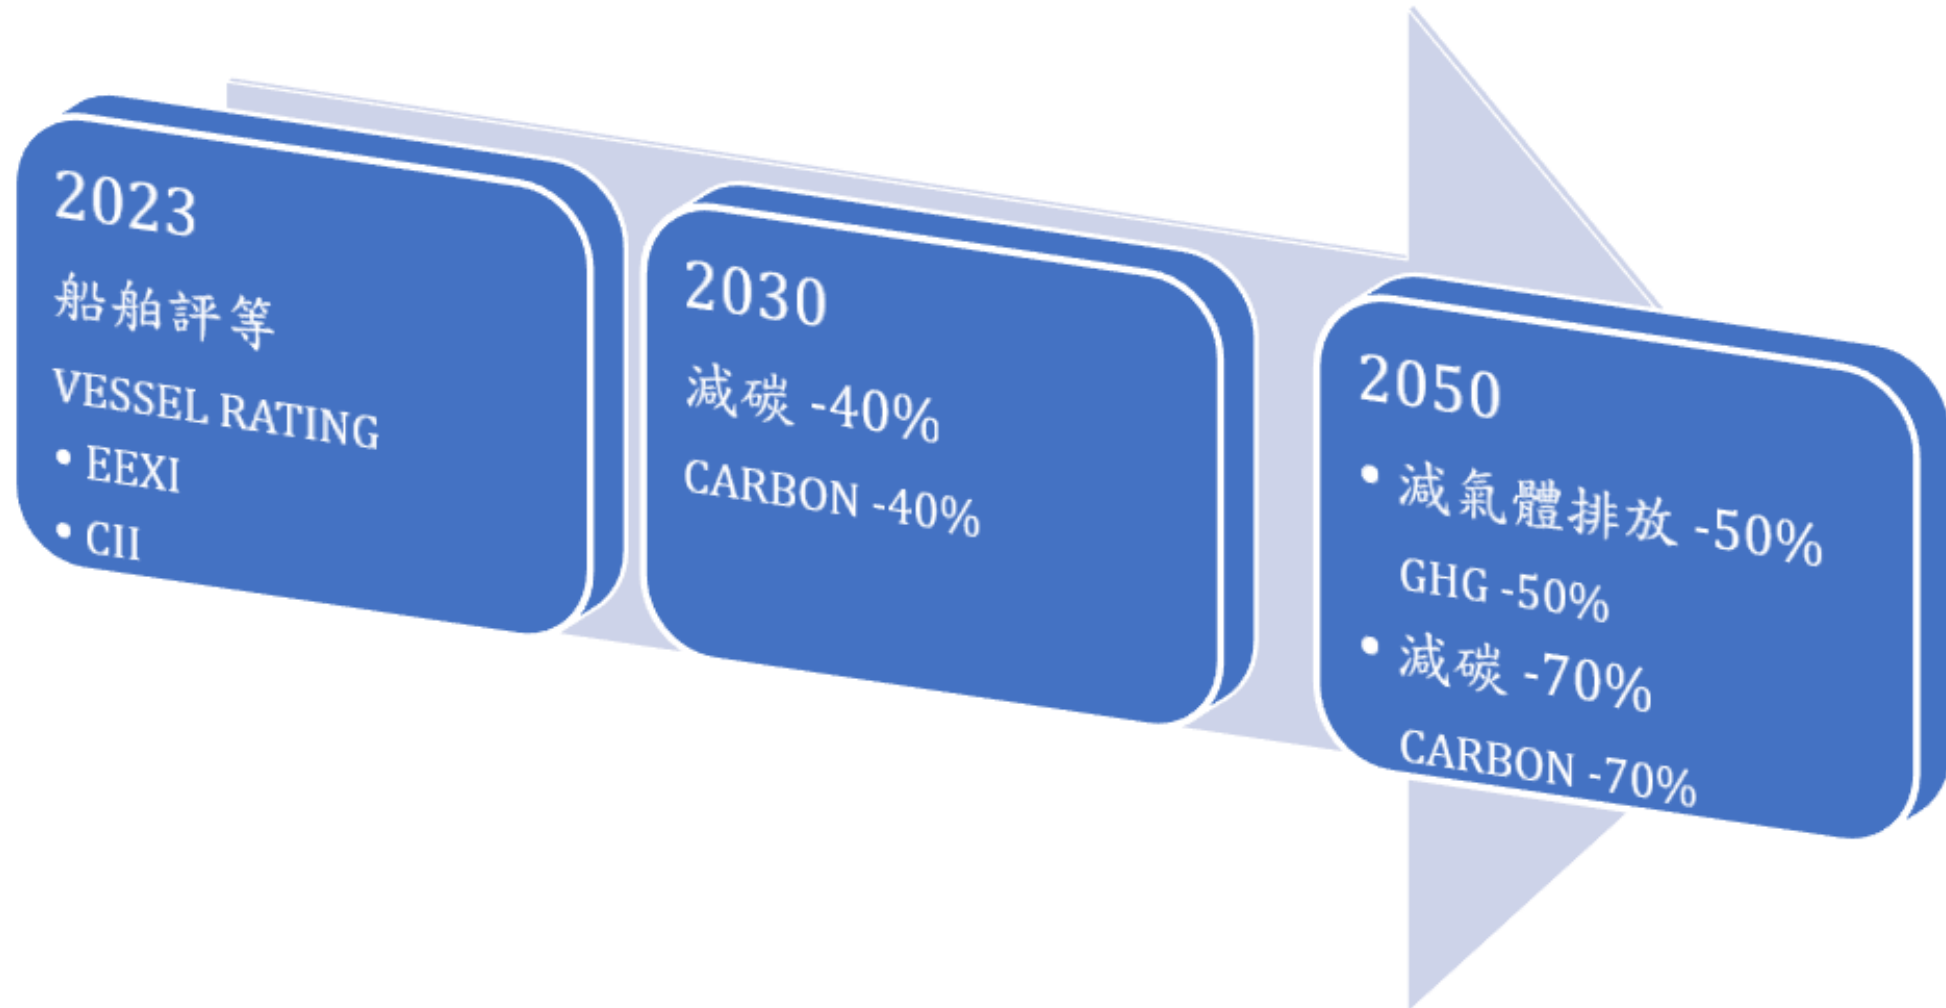 2023
船舶評等
VESSEL RATING
• EEXI
• CII
2030
減碳 -40%
CARBON -40%
2050
• 減氣體排放 -50%
GHG -50%
• 減碳 -70%
CARBON -70%